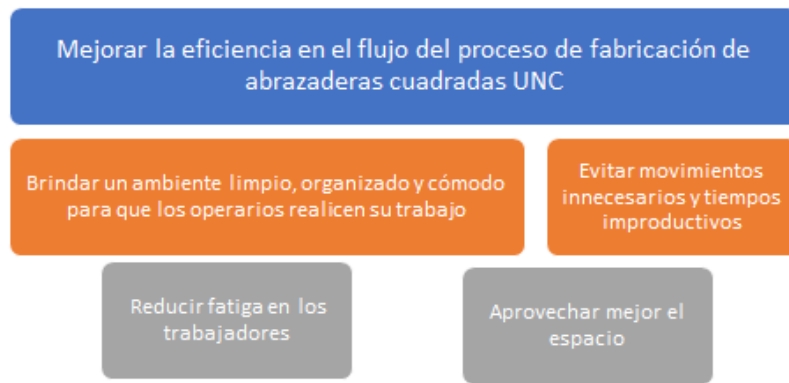 Mejorar la eficiencia en el flujo del proceso de fabricación de
abrazaderas cuadradas UNC
Brindar un ambiente limpio, organizado y cómodo
para que los operarios realicen su trabajo
Evitar movimientos
innecesarios y tiempos
improductivos
Reducir fatiga en los
trabajadores
Aprovechar mejor el
espacio